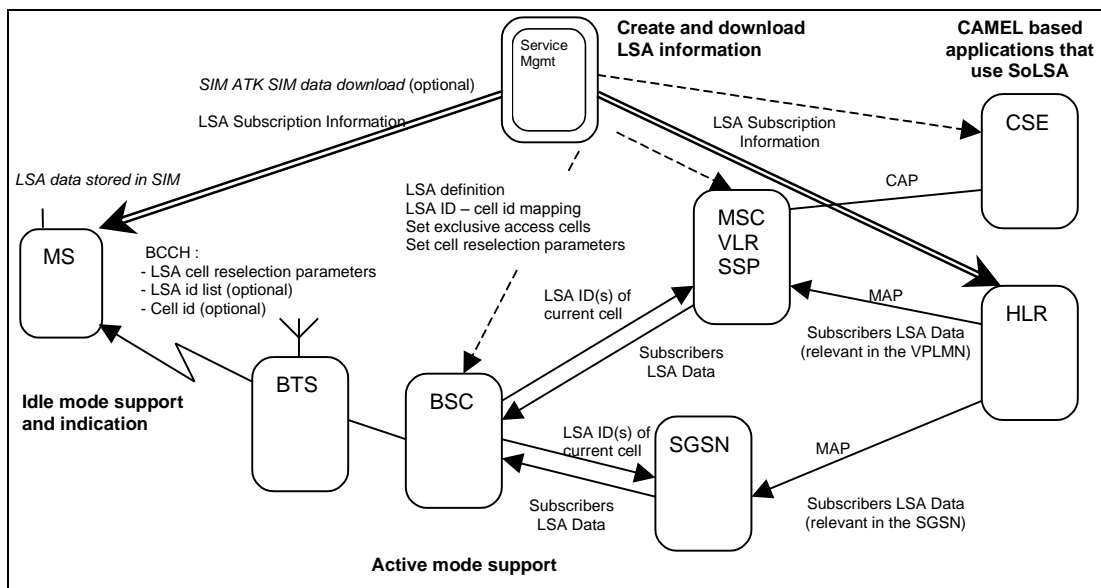 Service
Mgmt
Create and download
LSA information
CAMEL based
applications that
use SoLSA
SIM ATK SIM data download (optional)
LSA Subscription Information
LSA Subscription
Information
CSE
LSA data stored in SIM
CAP
LSA definition
LSA ID – cell id mapping
Set exclusive access cells
Set cell reselection parameters
MSC
VLR
SSP
MS
BCCH :
- LSA cell reselection parameters
- LSA id list (optional)
- Cell id (optional)
LSA ID(s) of
current cell
MAP
HLR
Subscribers LSA Data
(relevant in the VPLMN)
Subscribers
LSA Data
BTS
BSC
Idle mode support
and indication
LSA ID(s) of
current cell
SGSN
MAP
Subscribers
LSA Data
Subscribers LSA Data
(relevant in the SGSN)
Active mode support